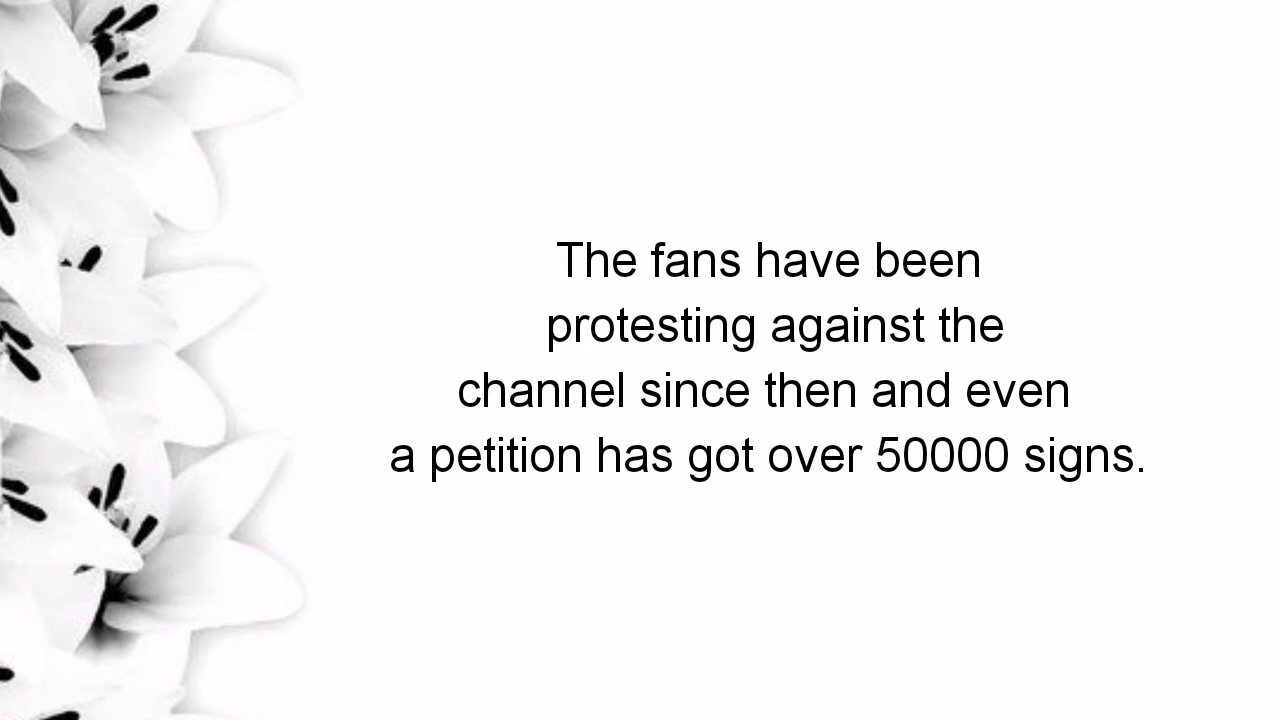 The fans have been
protesting against the
channel since then and even
a petition has got over 50000 signs.